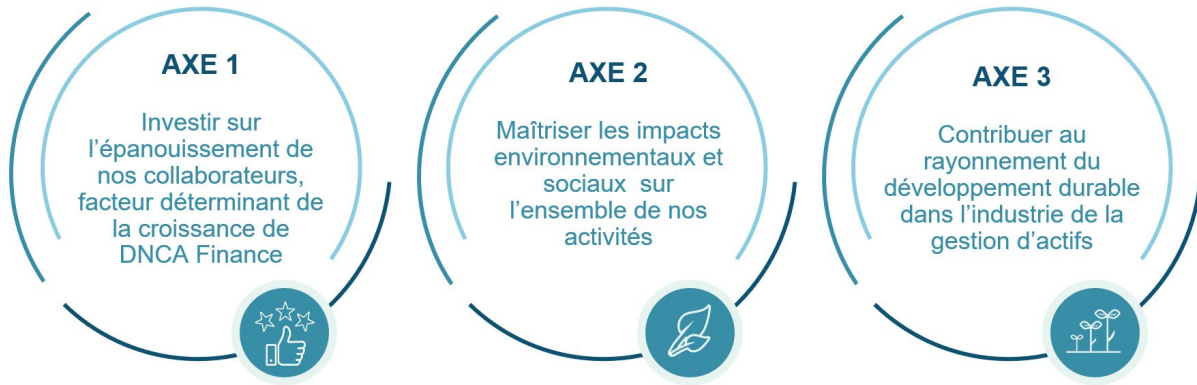 AXE 1
Investir sur
l’épanouissement de
nos collaborateurs,
facteur déterminant de
la croissance de
DNCA Finance
AXE 2
Maîtriser les impacts
environnementaux et
sociaux sur
l’ensemble de nos
activités
AXE 3
Contribuer au
rayonnement du
développement durable
dans l’industrie de la
gestion d’actifs